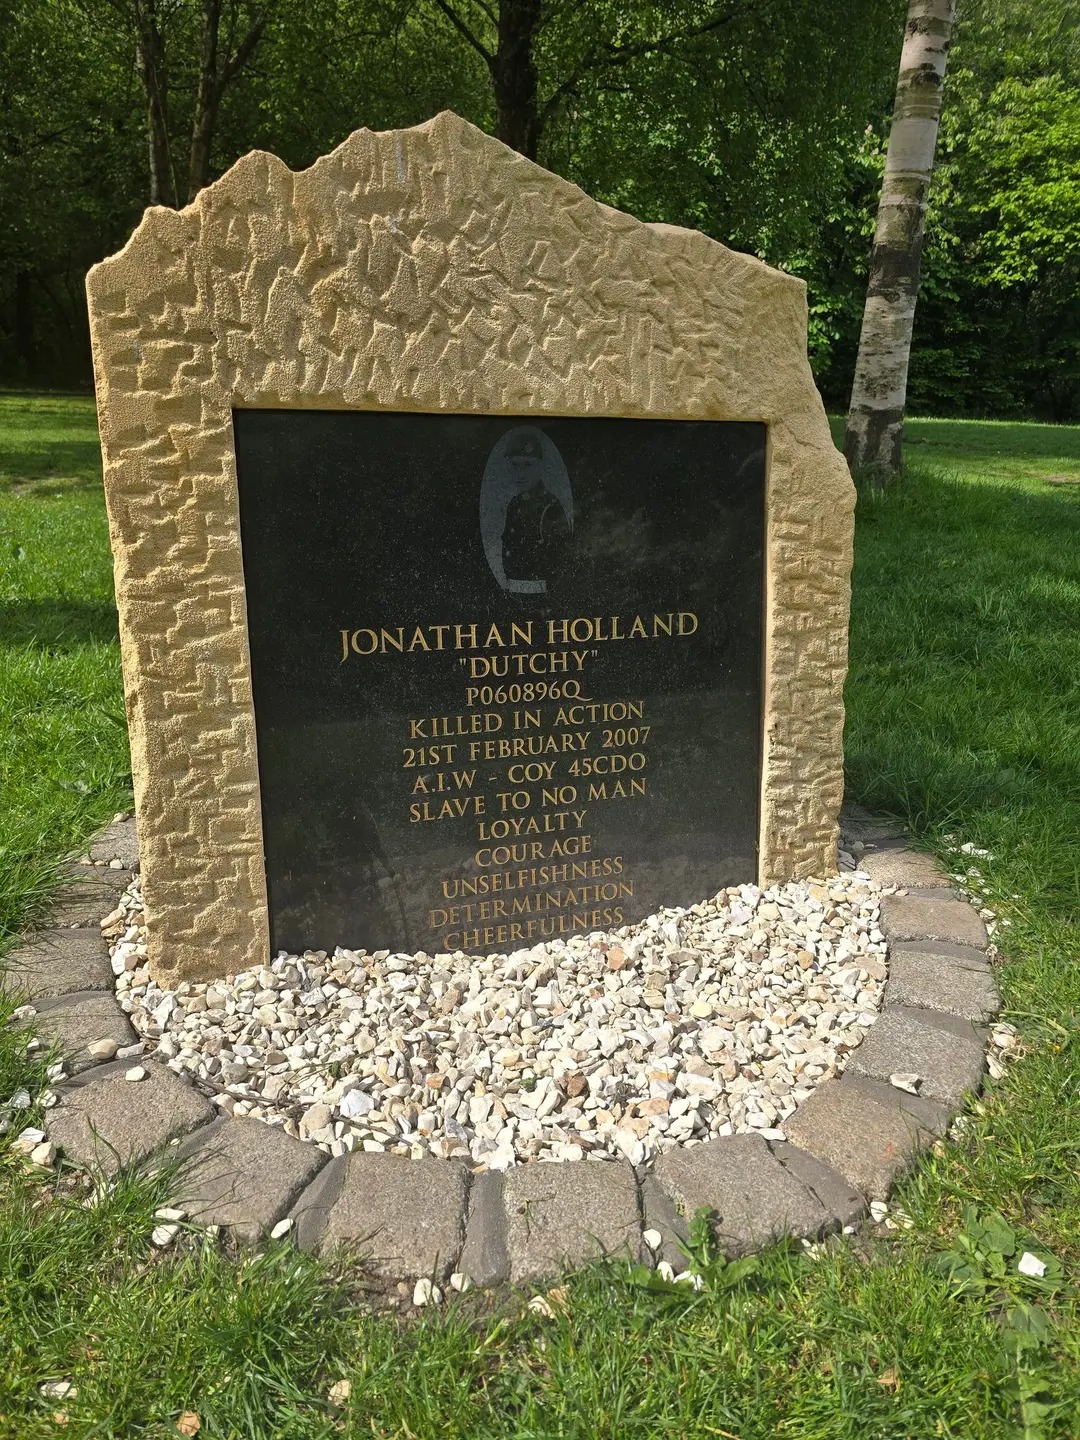 JONATHAN HOLLAND
"DUTCHY"
P060896Q
KILLED IN ACTION
21ST FEBRUARY 2007
A.I.W - COY 45CDO
SLAVE TO NO MAN
LOYALTY
COURAGE
UNSELFISHNESS
DETERMINATION
CHEERFULNESS